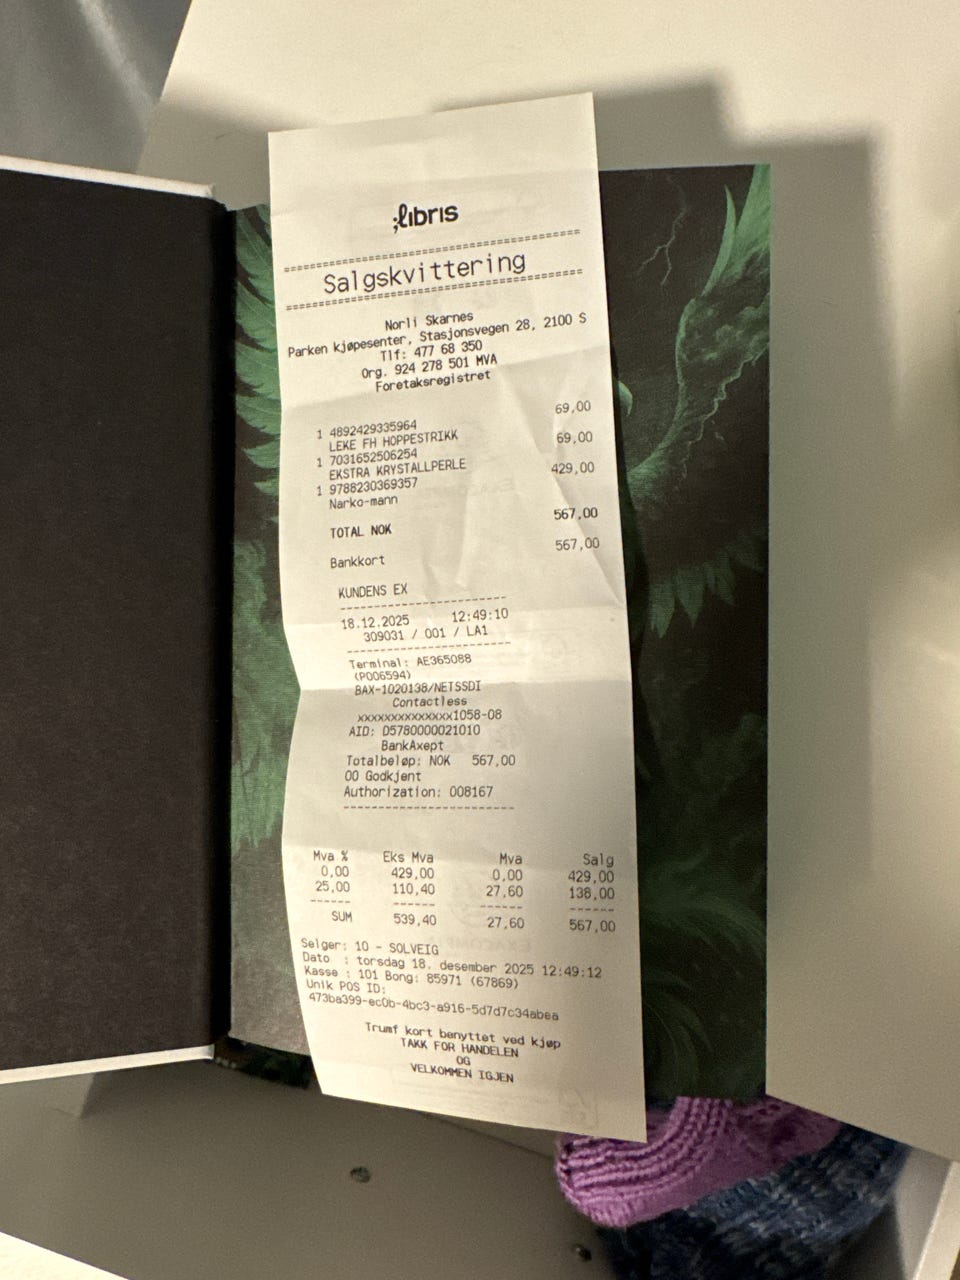 ;libris
========================================
Salgskvittering
========================================
Norli Skarnes
Parken kjøpesenter, Stasjonsvegen 28, 2100 S
Tlf: 477 68 350
Org. 924 278 501 MVA
Foretaksregistret
1 4892429335964 69,00
LEKE FH HOPPESTRIKK
1 7031652506254 69,00
EKSTRA KRYSTALLPERLE
1 9788230369357 429,00
Narko-mann
TOTAL NOK 567,00
Bankkort 567,00
KUNDENS EX
------------------------
18.12.2025 12:49:10
309031 / 001 / LA1
------------------------
Terminal: AE365088
(P006594)
BAX-1020138/NETSSDI
Contactless
xxxxxxxxxxxxxx1058-08
AID: D5780000021010
BankAxept
Totalbeløp: NOK 567,00
00 Godkjent
Authorization: 008167
------------------------
Mva % Eks Mva Mva Salg
0,00 429,00 0,00 429,00
25,00 110,40 27,60 138,00
------ ------ ------ ------
SUM 539,40 27,60 567,00
Selger: 10 - SOLVEIG
Dato : torsdag 18. desember 2025 12:49:12
Kasse : 101 Bong: 85971 (67869)
Unik POS ID:
473ba399-ec0b-4bc3-a916-5d7d7c34abea
Trumf kort benyttet ved kjøp
TAKK FOR HANDELEN
OG
VELKOMMEN IGJEN